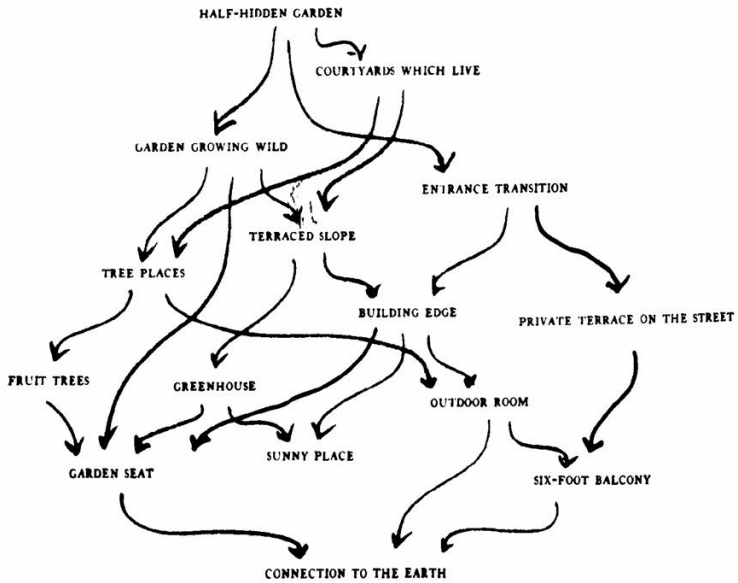 HALF-HIDDEN GARDEN
COURTYARDS WHICH LIVE
GARDEN GROWING WILD
ENTRANCE TRANSITION
TERRACED SLOPE
TREE PLACES
BUILDING EDGE
PRIVATE TERRACE ON THE STREET
FRUIT TREES
GREENHOUSE
OUTDOOR ROOM
SUNNY PLACE
GARDEN SEAT
SIX-FOOT BALCONY
CONNECTION TO THE EARTH